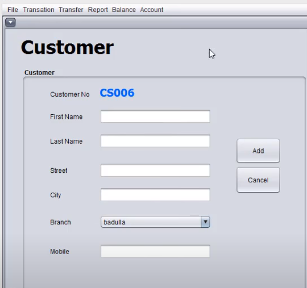 File Transation Transfer Report Balance Account
Customer
Customer
Customer No CS006
First Name
Last Name
Add
Street
Cancel
City
Branch badulla
Mobile